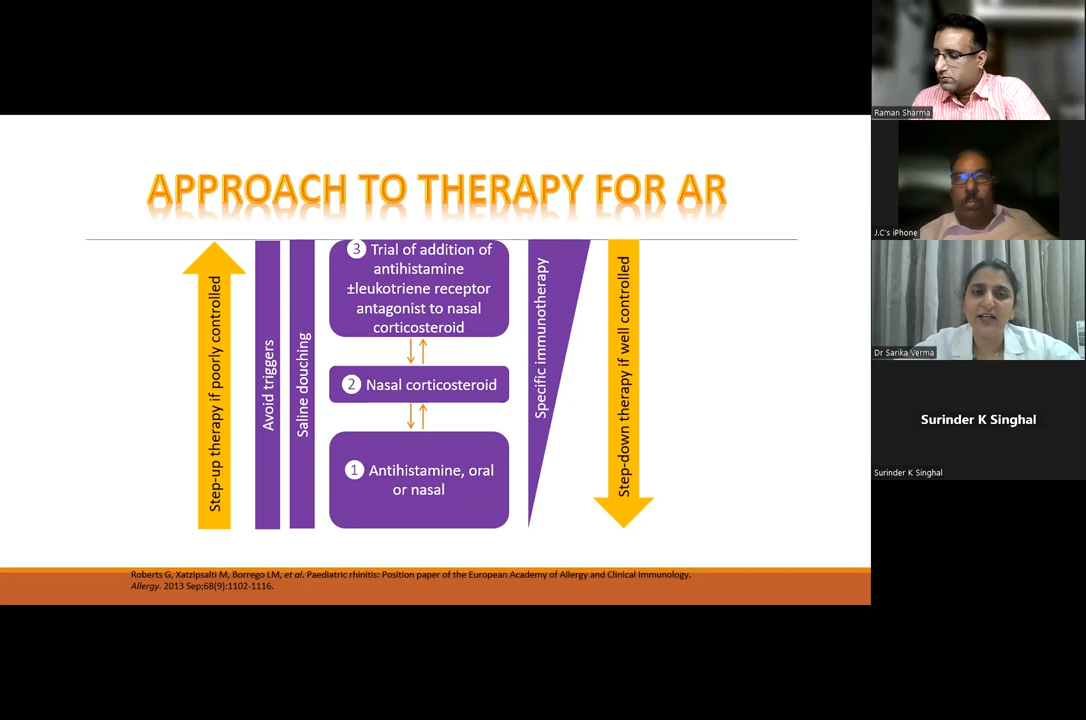 APPROACH TO THERAPY FOR AR
Step-up therapy if poorly controlled
Avoid triggers
Saline douching
3 Trial of addition of
antihistamine
±leukotriene receptor
antagonist to nasal
corticosteroid
2 Nasal corticosteroid
1 Antihistamine, oral
or nasal
Specific immunotherapy
Step-down therapy if well controlled
Roberts G, Xatzipsalti M, Borrego LM, et al. Paediatric rhinitis: Position paper of the European Academy of Allergy and Clinical Immunology.
Allergy. 2013 Sep;68(9):1102-1116.
Raman Sharma
J.C's iPhone
Dr Sarika Verma
Surinder K Singhal
Surinder K Singhal